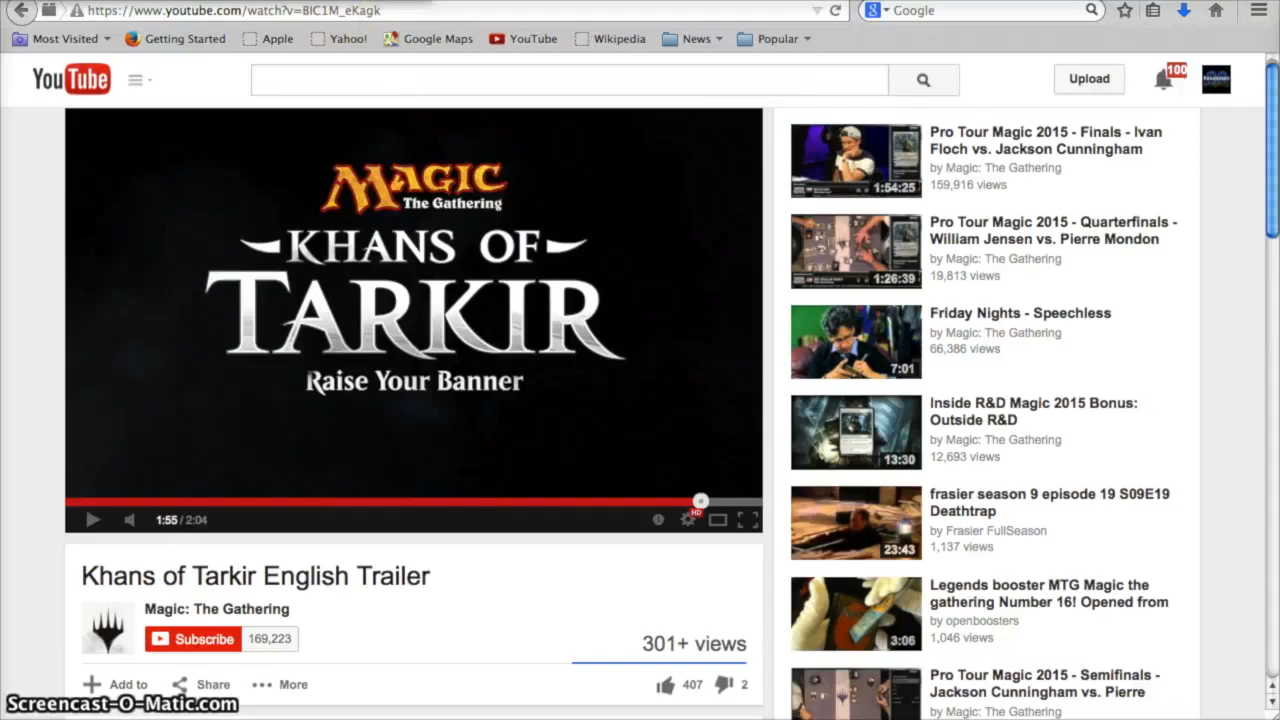 https://www.youtube.com/watch?v=BIC1M_eKagk
Google
Most Visited
Getting Started
Apple
Yahoo!
Google Maps
YouTube
Wikipedia
News
Popular
YouTube
Upload
100
MAGIC
The Gathering
KHANS OF
TARKIR
Raise Your Banner
1:55 / 2:04
HD
Khans of Tarkir English Trailer
Magic: The Gathering
Subscribe 169,223
301+ views
Add to
Share
More
407
2
1:54:25
Pro Tour Magic 2015 - Finals - Ivan
Floch vs. Jackson Cunningham
by Magic: The Gathering
159,916 views
1:26:39
Pro Tour Magic 2015 - Quarterfinals -
William Jensen vs. Pierre Mondon
by Magic: The Gathering
19,813 views
7:01
Friday Nights - Speechless
by Magic: The Gathering
66,386 views
13:30
Inside R&D Magic 2015 Bonus:
Outside R&D
by Magic: The Gathering
12,693 views
23:43
frasier season 9 episode 19 S09E19
Deathtrap
by Frasier FullSeason
1,137 views
3:06
Legends booster MTG Magic the
gathering Number 16! Opened from
by openboosters
1,046 views
Pro Tour Magic 2015 - Semifinals -
Jackson Cunningham vs. Pierre
by Magic: The Gathering
Screencast-O-Matic.com